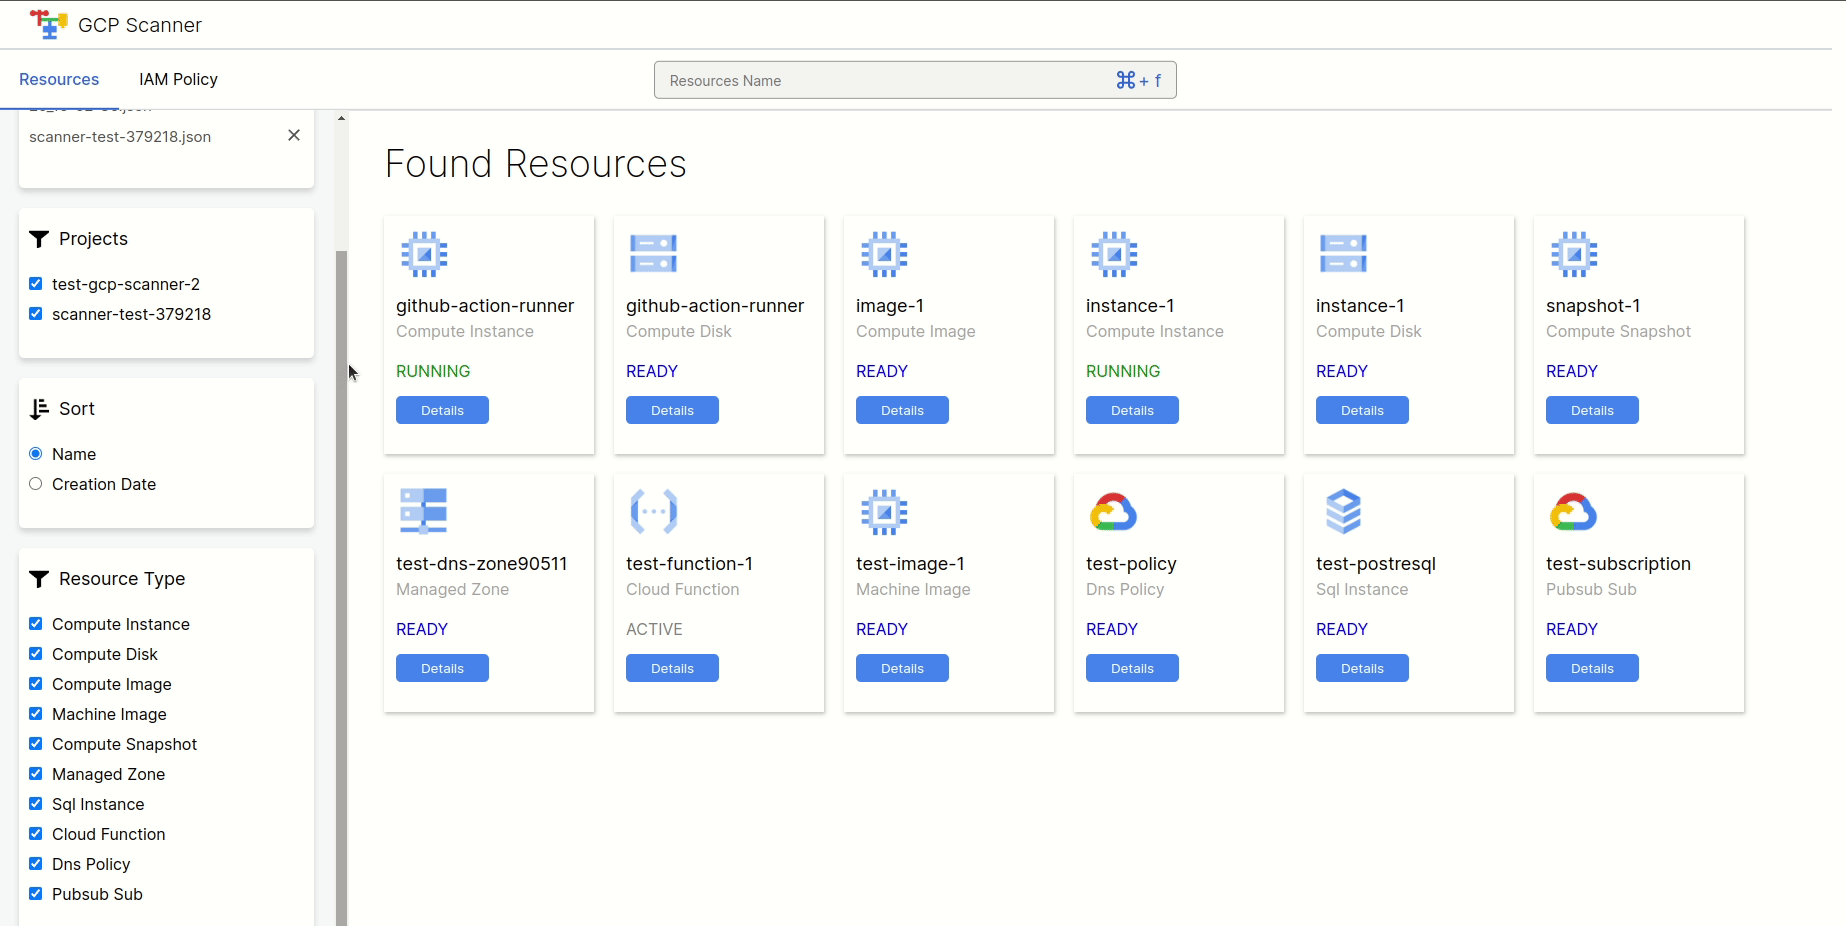 GCP Scanner
Resources
IAM Policy
Resources Name
⌘ + f
scanner-test-379218.json
Projects
test-gcp-scanner-2
scanner-test-379218
Sort
Name
Creation Date
Resource Type
Compute Instance
Compute Disk
Compute Image
Machine Image
Compute Snapshot
Managed Zone
Sql Instance
Cloud Function
Dns Policy
Pubsub Sub
Found Resources
github-action-runner
Compute Instance
RUNNING
Details
github-action-runner
Compute Disk
READY
Details
image-1
Compute Image
READY
Details
instance-1
Compute Instance
RUNNING
Details
instance-1
Compute Disk
READY
Details
snapshot-1
Compute Snapshot
READY
Details
test-dns-zone90511
Managed Zone
READY
Details
test-function-1
Cloud Function
ACTIVE
Details
test-image-1
Machine Image
READY
Details
test-policy
Dns Policy
READY
Details
test-postresql
Sql Instance
READY
Details
test-subscription
Pubsub Sub
READY
Details